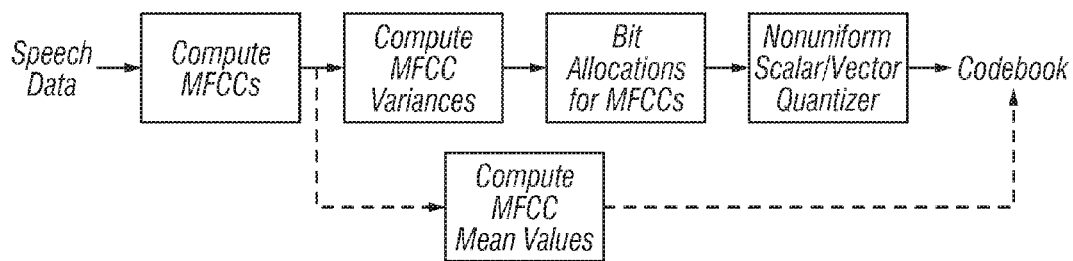 Speech
Data
Compute
MFCCs
Compute
MFCC
Variances
Bit
Allocations
for MFCCs
Nonuniform
Scalar/Vector
Quantizer
Codebook
Compute
MFCC
Mean Values